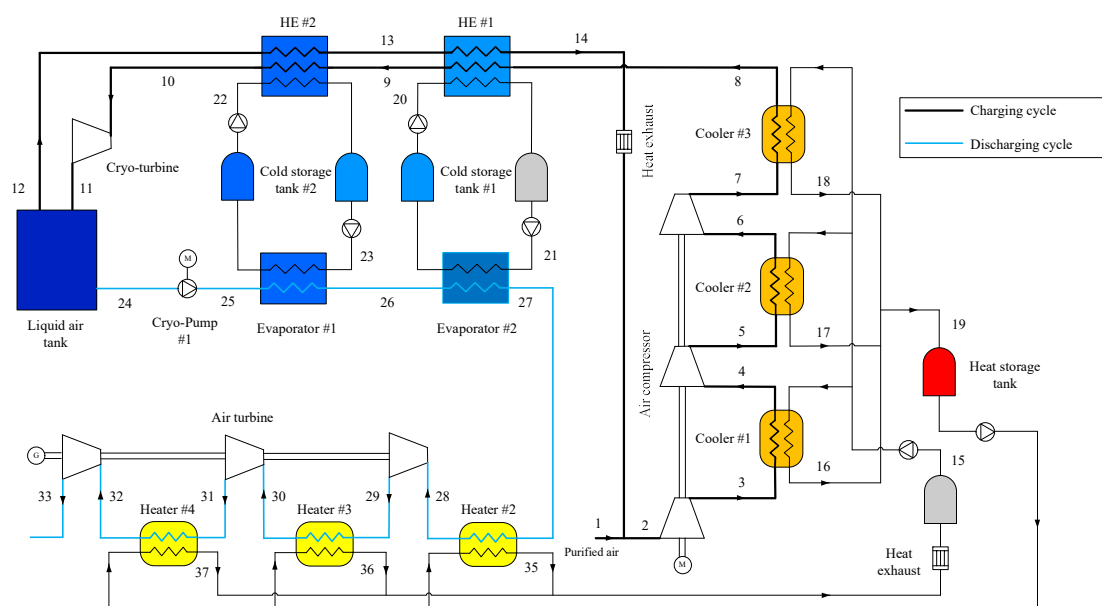 HE #2
HE #1
13
14
10
9
8
22
20
Cooler #3
Heat exhaust
Charging cycle
Discharging cycle
Cryo-turbine
Cold storage
tank #2
Cold storage
tank #1
12
11
7
18
6
23
21
M
24
25
26
27
Cooler #2
Liquid air
tank
Cryo-Pump
#1
Evaporator #1
Evaporator #2
5
17
19
Air compressor
4
Heat storage
tank
Air turbine
Cooler #1
G
15
16
33
32
31
30
29
28
3
Heater #4
Heater #3
Heater #2
1
2
Purified air
M
Heat
exhaust
37
36
35